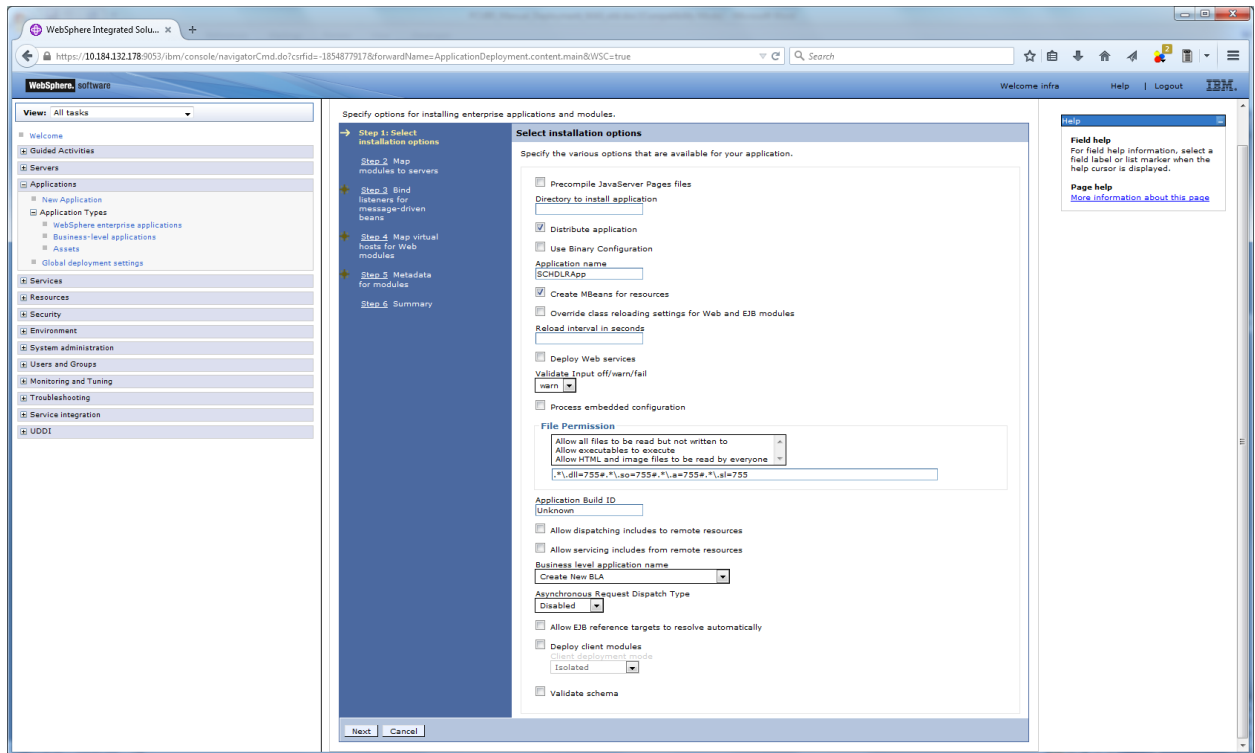 WebSphere Integrated Solu... × +
https://10.184.132.178:9053/ibm/console/navigatorCmd.do?csrfid=-1854877917&forwardName=ApplicationDeployment.content.main&WSC=true
Search
2
WebSphere. software
Welcome infra
Help | Logout
IBM.
View: All tasks
Welcome
Guided Activities
Servers
Applications
New Application
Application Types
WebSphere enterprise applications
Business-level applications
Assets
Global deployment settings
Services
Resources
Security
Environment
System administration
Users and Groups
Monitoring and Tuning
Troubleshooting
Service integration
UDDI
Specify options for installing enterprise applications and modules.
Step 1: Select
installation options
Step 2 Map
modules to servers
Step 3 Bind
listeners for
message-driven
beans
Step 4 Map virtual
hosts for Web
modules
Step 5 Metadata
for modules
Step 6 Summary
Select installation options
Specify the various options that are available for your application.
Precompile JavaServer Pages files
Directory to install application
Distribute application
Use Binary Configuration
Application name
SCHDLRApp
Create MBeans for resources
Override class reloading settings for Web and EJB modules
Reload interval in seconds
Deploy Web services
Validate Input off/warn/fail
warn
Process embedded configuration
File Permission
Allow all files to be read but not written to
Allow executables to execute
Allow HTML and image files to be read by everyone
.*\.dll=755#.*\.so=755#.*\.a=755#.*\.sl=755
Application Build ID
Unknown
Allow dispatching includes to remote resources
Allow servicing includes from remote resources
Business level application name
Create New BLA
Asynchronous Request Dispatch Type
Disabled
Allow EJB reference targets to resolve automatically
Deploy client modules
Client deployment mode
Isolated
Validate schema
Next Cancel
Help
Field help
For field help information, select a
field label or list marker when the
help cursor is displayed.
Page help
More information about this page